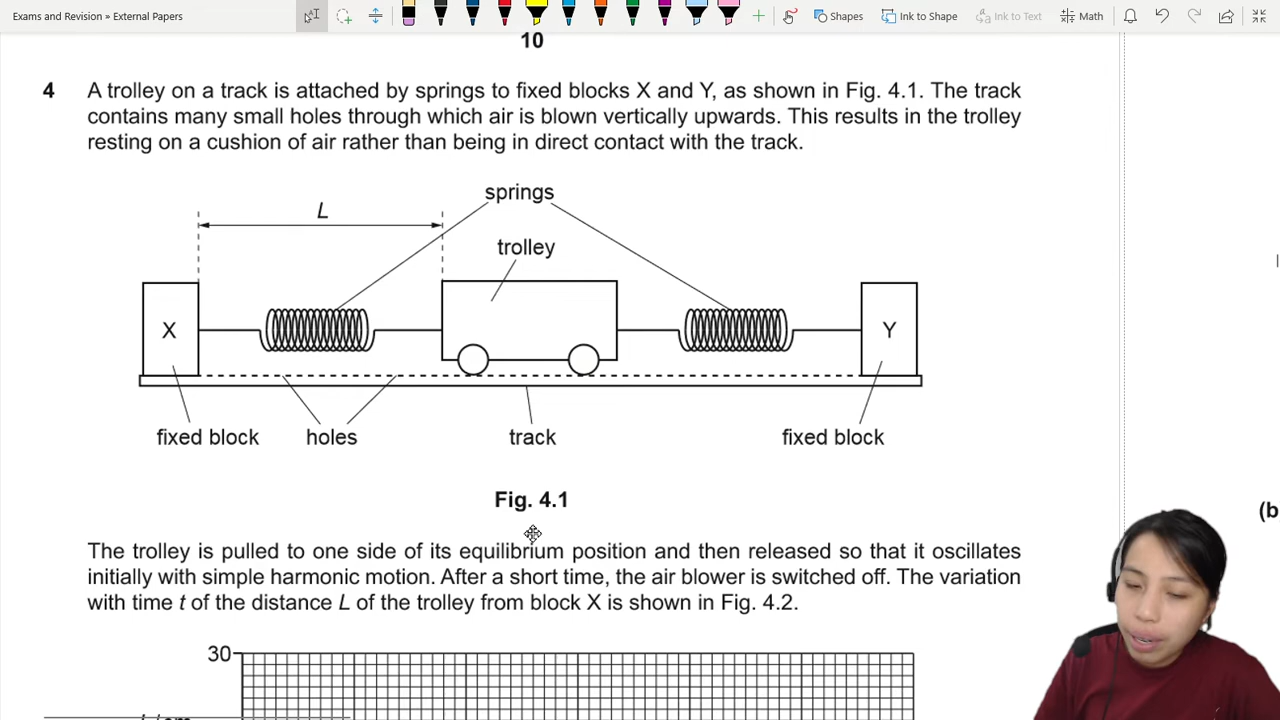 Exams and Revision » External Papers
Shapes
Ink to Shape
Ink to Text
Math
10
4 A trolley on a track is attached by springs to fixed blocks X and Y, as shown in Fig. 4.1. The track
contains many small holes through which air is blown vertically upwards. This results in the trolley
resting on a cushion of air rather than being in direct contact with the track.
springs
L
trolley
X
Y
fixed block
holes
track
fixed block
Fig. 4.1
(b
The trolley is pulled to one side of its equilibrium position and then released so that it oscillates
initially with simple harmonic motion. After a short time, the air blower is switched off. The variation
with time t of the distance L of the trolley from block X is shown in Fig. 4.2.
30